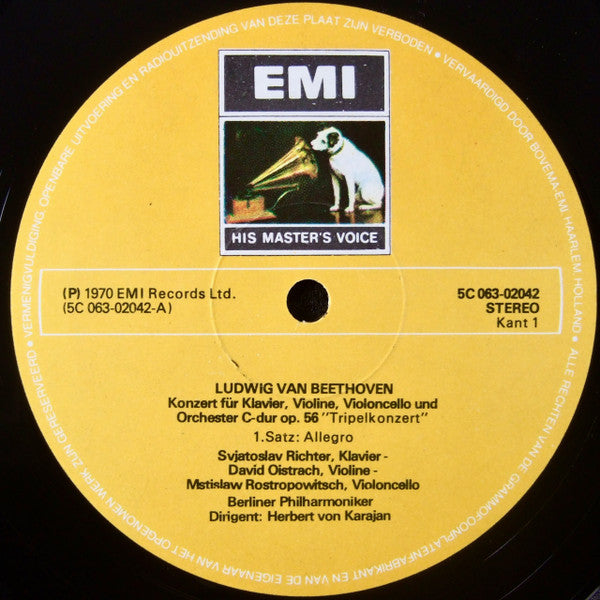 EMI
HIS MASTER'S VOICE
(P) 1970 EMI Records Ltd.
(5C 063-02042-A)
5C 063-02042
STEREO
Kant 1
LUDWIG VAN BEETHOVEN
Konzert für Klavier, Violine, Violoncello und
Orchester C-dur op. 56 "Tripelkonzert"
1.Satz: Allegro
Svjatoslav Richter, Klavier -
David Oistrach, Violine -
Mstislaw Rostropowitsch, Violoncello
Berliner Philharmoniker
Dirigent: Herbert von Karajan
• VERVAARDIGD DOOR BOVEMA-EMI HAARLEM, HOLLAND • ALLE RECHTEN VAN DE GRAMMOFOONPLATENFABRIKANT EN VAN DE EIGENAAR VAN HET OPGENOMEN WERK ZIJN GERESERVEERD • VERMENIGVULDIGING, OPENBARE UITVOERING EN RADIOUITZENDING VAN DEZE PLAAT ZIJN VERBODEN